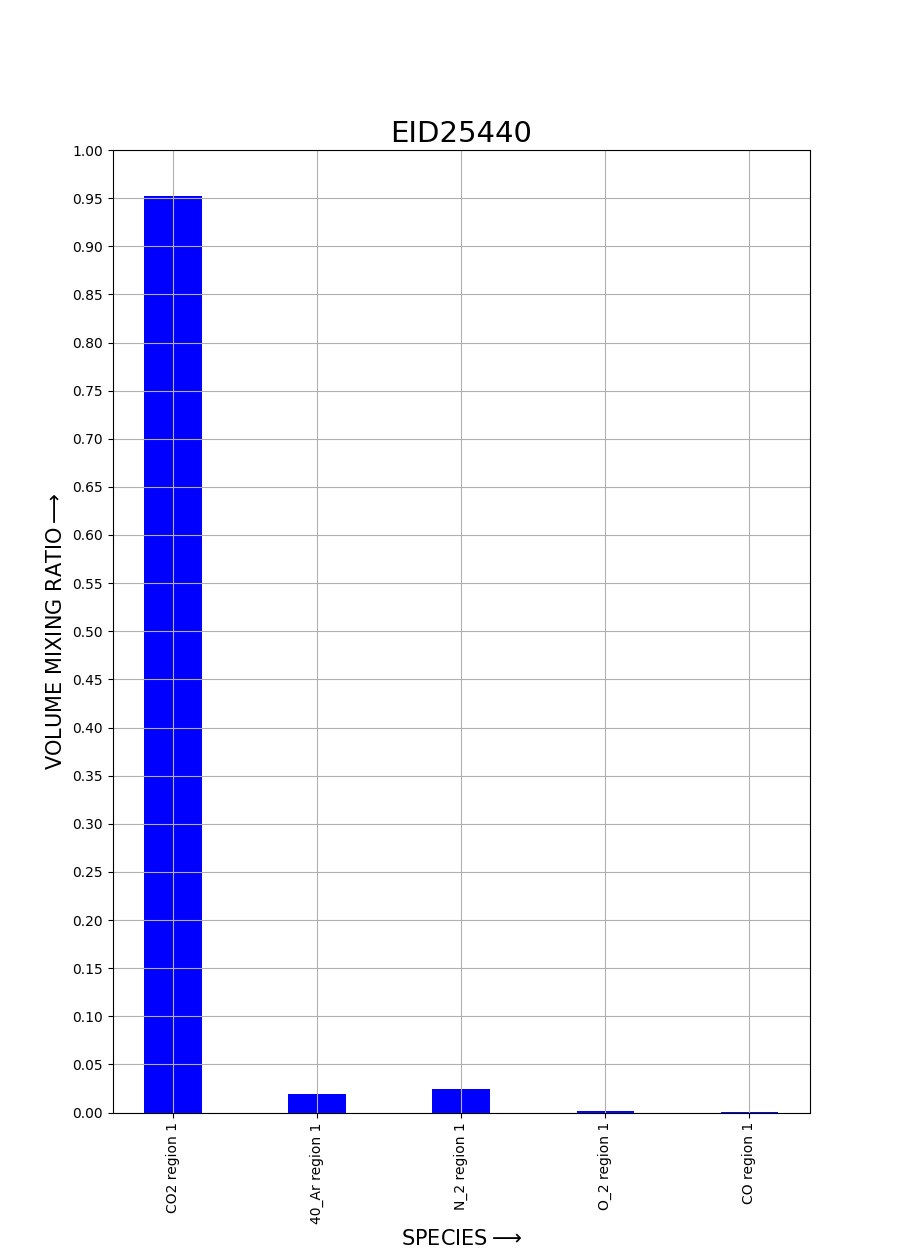 EID25440
1.00
0.95
0.90
0.85
0.80
0.75
0.70
0.65
0.60
0.55
0.50
0.45
0.40
0.35
0.30
0.25
0.20
0.15
0.10
0.05
0.00
VOLUME MIXING RATIO ⟶
CO2 region 1
40_Ar region 1
N_2 region 1
O_2 region 1
CO region 1
SPECIES ⟶